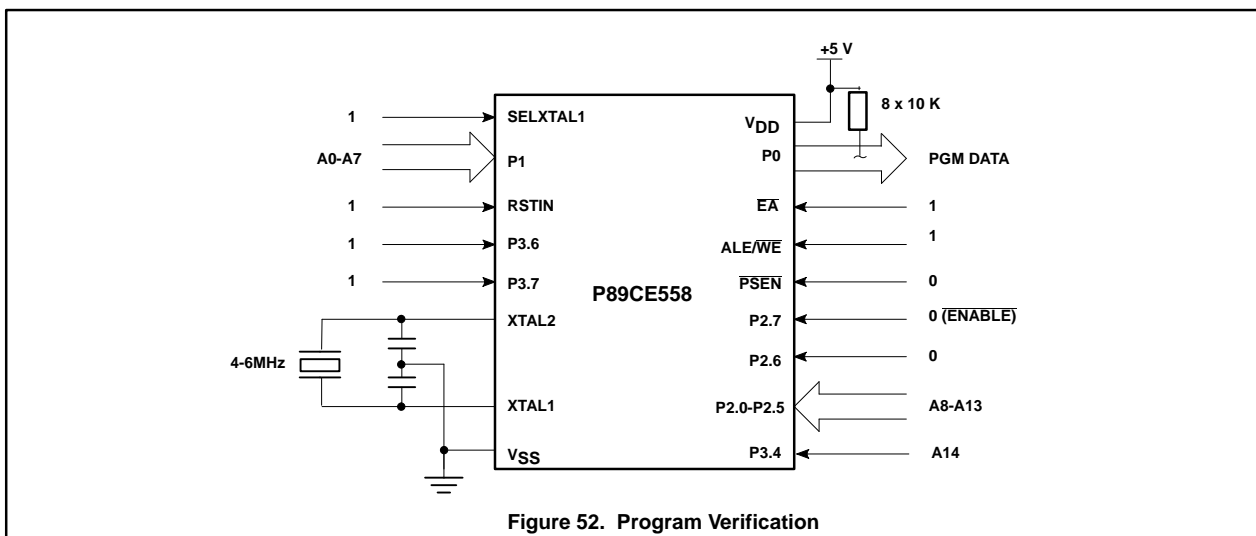 +5 V
8 x 10 K
1
SELXTAL1
VDD
A0-A7
P1
P0
PGM DATA
1
RSTIN
EA
1
1
P3.6
ALE/WE
1
1
P3.7
PSEN
0
P89CE558
XTAL2
P2.7
0 (ENABLE)
4-6MHz
P2.6
0
XTAL1
P2.0-P2.5
A8-A13
VSS
P3.4
A14
Figure 52. Program Verification